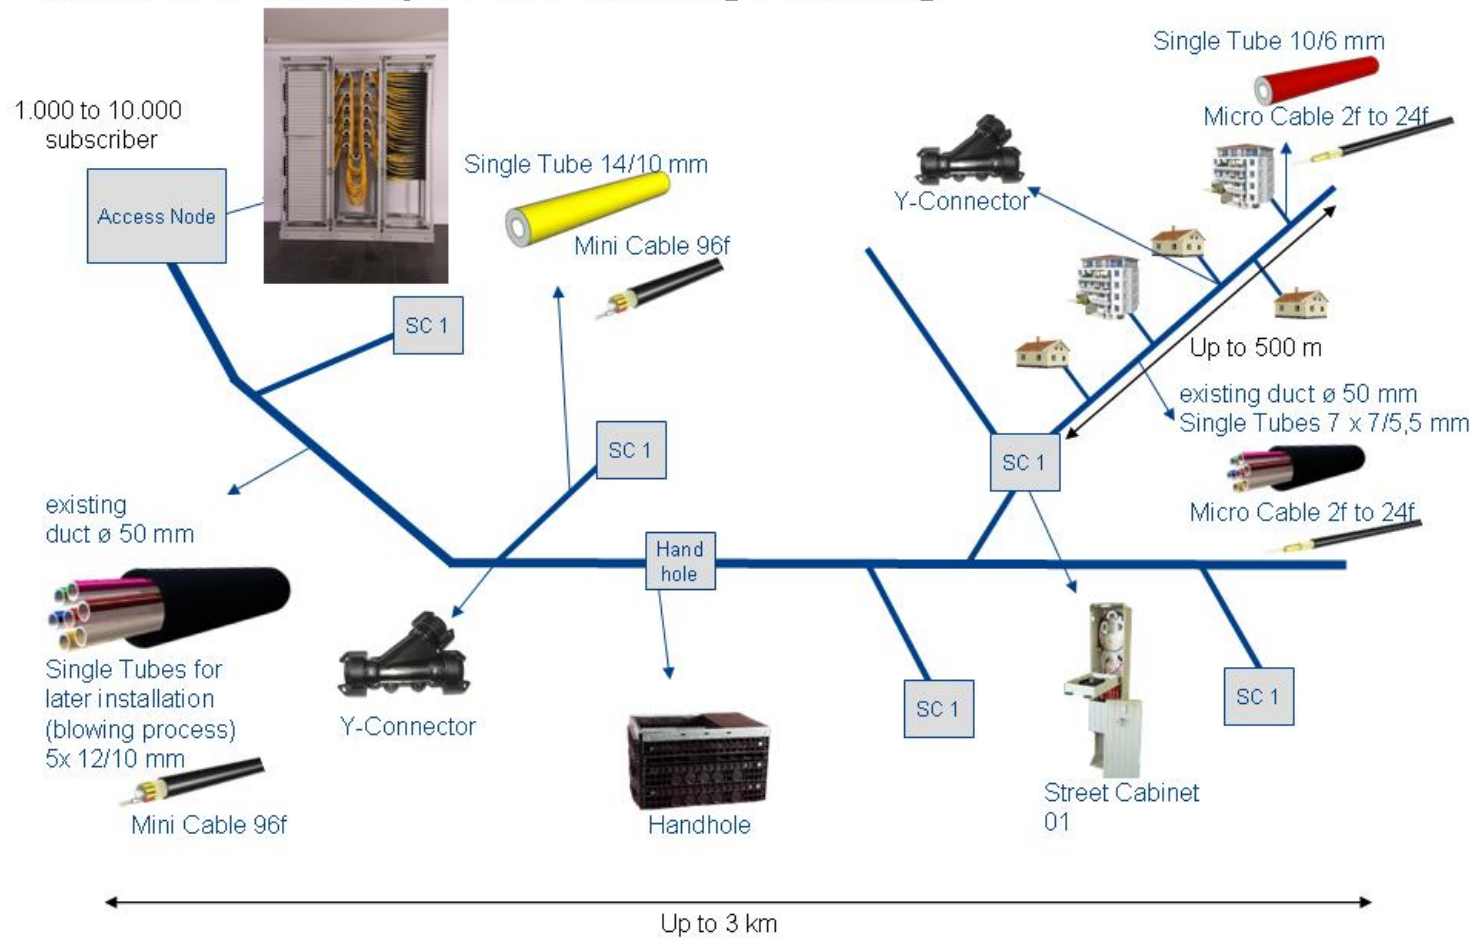 Single Tube 10/6 mm
1.000 to 10.000
subscriber
Micro Cable 2f to 24f
Single Tube 14/10 mm
Access Node
Y-Connector
Mini Cable 96f
SC 1
Up to 500 m
existing duct ø 50 mm
Single Tubes 7 x 7/5,5 mm
SC 1
SC 1
existing
duct ø 50 mm
Micro Cable 2f to 24f
Hand
hole
Single Tubes for
later installation
(blowing process)
5x 12/10 mm
Mini Cable 96f
Y-Connector
Handhole
SC 1
SC 1
Street Cabinet
01
Up to 3 km